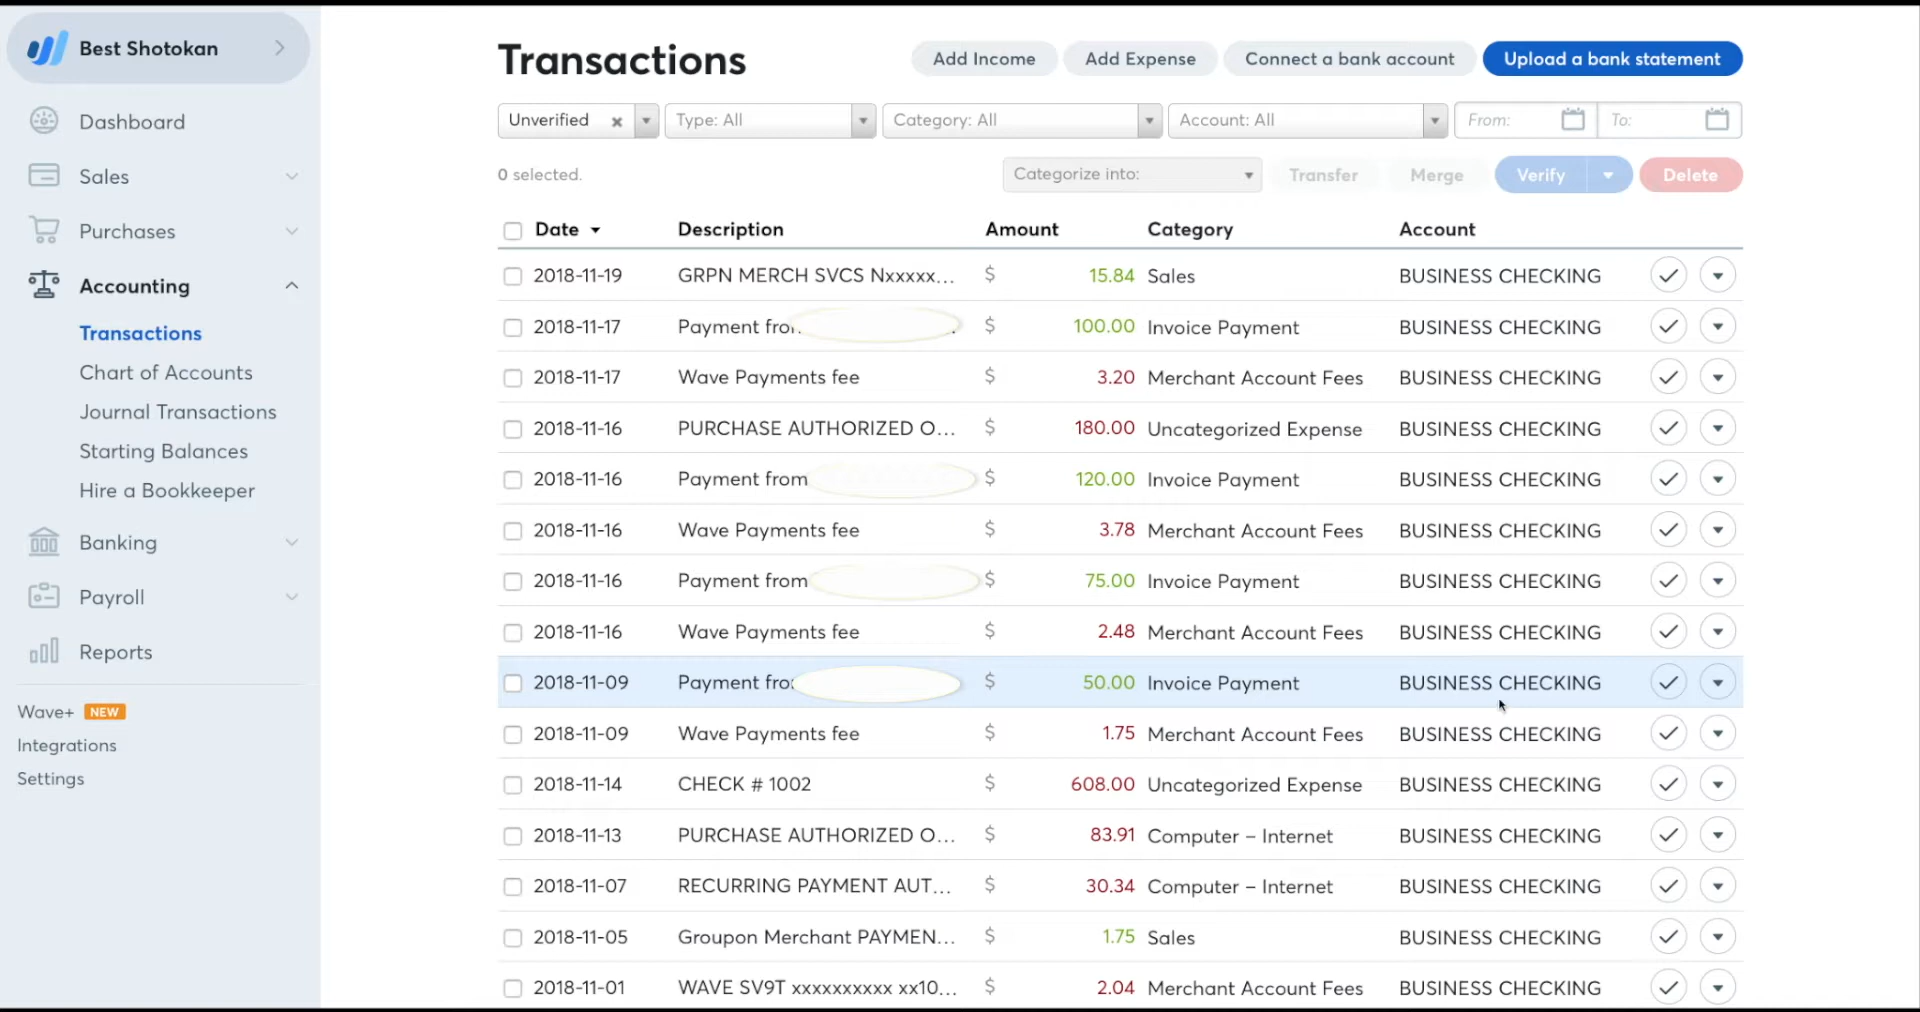 Best Shotokan
Dashboard
Sales
Purchases
Accounting
Transactions
Chart of Accounts
Journal Transactions
Starting Balances
Hire a Bookkeeper
Banking
Payroll
Reports
Wave+ NEW
Integrations
Settings
Transactions
Add Income Add Expense Connect a bank account Upload a bank statement
Unverified × Type: All Category: All Account: All From: To:
0 selected. Categorize into: Transfer Merge Verify Delete
Date Description Amount Category Account
2018-11-19 GRPN MERCH SVCS Nxxxxx... $ 15.84 Sales BUSINESS CHECKING
2018-11-17 Payment $ 100.00 Invoice Payment BUSINESS CHECKING
2018-11-17 Wave Payments fee $ 3.20 Merchant Account Fees BUSINESS CHECKING
2018-11-16 PURCHASE AUTHORIZED O... $ 180.00 Uncategorized Expense BUSINESS CHECKING
2018-11-16 Payment from $ 120.00 Invoice Payment BUSINESS CHECKING
2018-11-16 Wave Payments fee $ 3.78 Merchant Account Fees BUSINESS CHECKING
2018-11-16 Payment from $ 75.00 Invoice Payment BUSINESS CHECKING
2018-11-16 Wave Payments fee $ 2.48 Merchant Account Fees BUSINESS CHECKING
2018-11-09 Payment $ 50.00 Invoice Payment BUSINESS CHECKING
2018-11-09 Wave Payments fee $ 1.75 Merchant Account Fees BUSINESS CHECKING
2018-11-14 CHECK # 1002 $ 608.00 Uncategorized Expense BUSINESS CHECKING
2018-11-13 PURCHASE AUTHORIZED O... $ 83.91 Computer – Internet BUSINESS CHECKING
2018-11-07 RECURRING PAYMENT AUT... $ 30.34 Computer – Internet BUSINESS CHECKING
2018-11-05 Groupon Merchant PAYMEN... $ 1.75 Sales BUSINESS CHECKING
2018-11-01 WAVE SV9T xxxxxxxxxx xx10... $ 2.04 Merchant Account Fees BUSINESS CHECKING